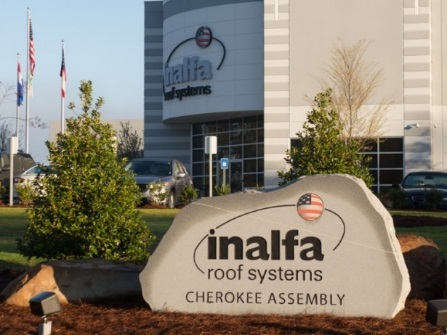 inalfa
roof systems
inalfa
roof systems
CHEROKEE ASSEMBLY